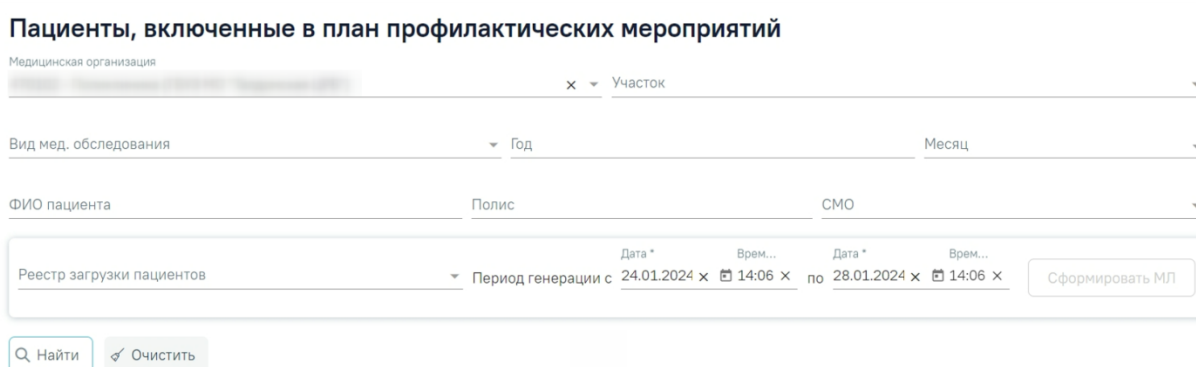 Пациенты, включенные в план профилактических мероприятий
Медицинская организация
Участок
Вид мед. обследования Год Месяц
ФИО пациента Полис СМО
Дата * Врем... Дата * Врем...
Реестр загрузки пациентов Период генерации с 24.01.2024 14:06 по 28.01.2024 14:06 Сформировать МЛ
Найти Очистить